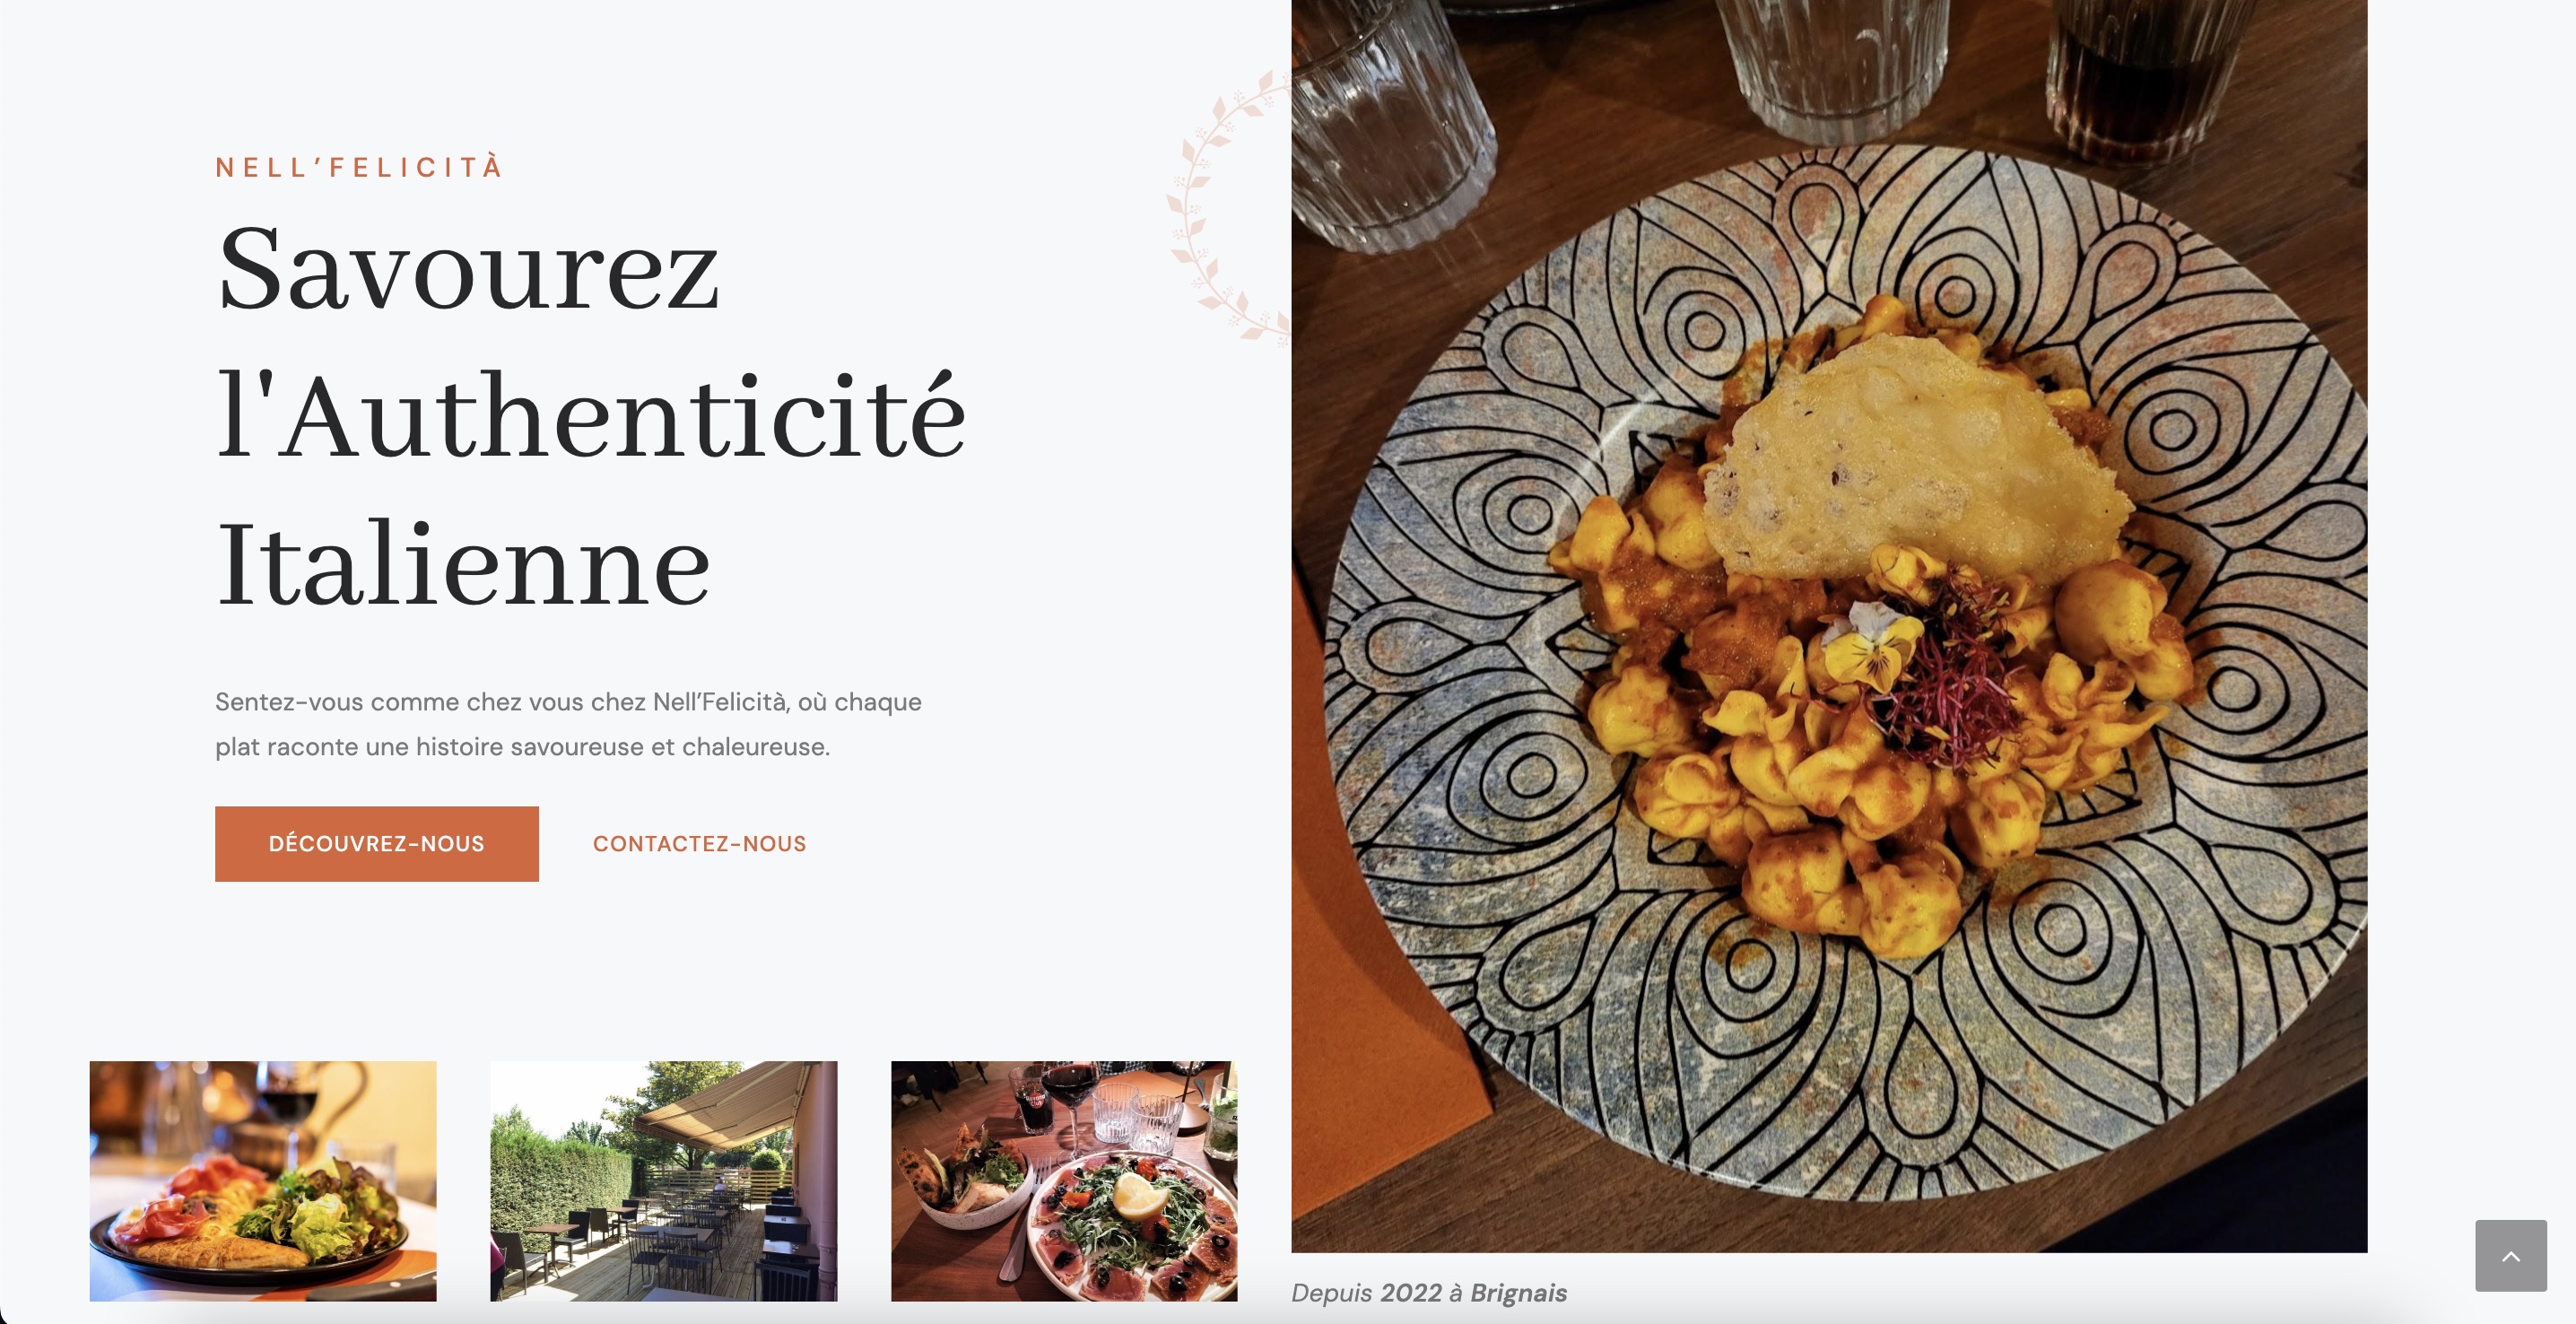 NELL’FELICITÀ
Savourez
l'Authenticité
Italienne
Sentez-vous comme chez vous chez Nell’Felicità, où chaque
plat raconte une histoire savoureuse et chaleureuse.
DÉCOUVREZ-NOUS
CONTACTEZ-NOUS
Depuis 2022 à Brignais